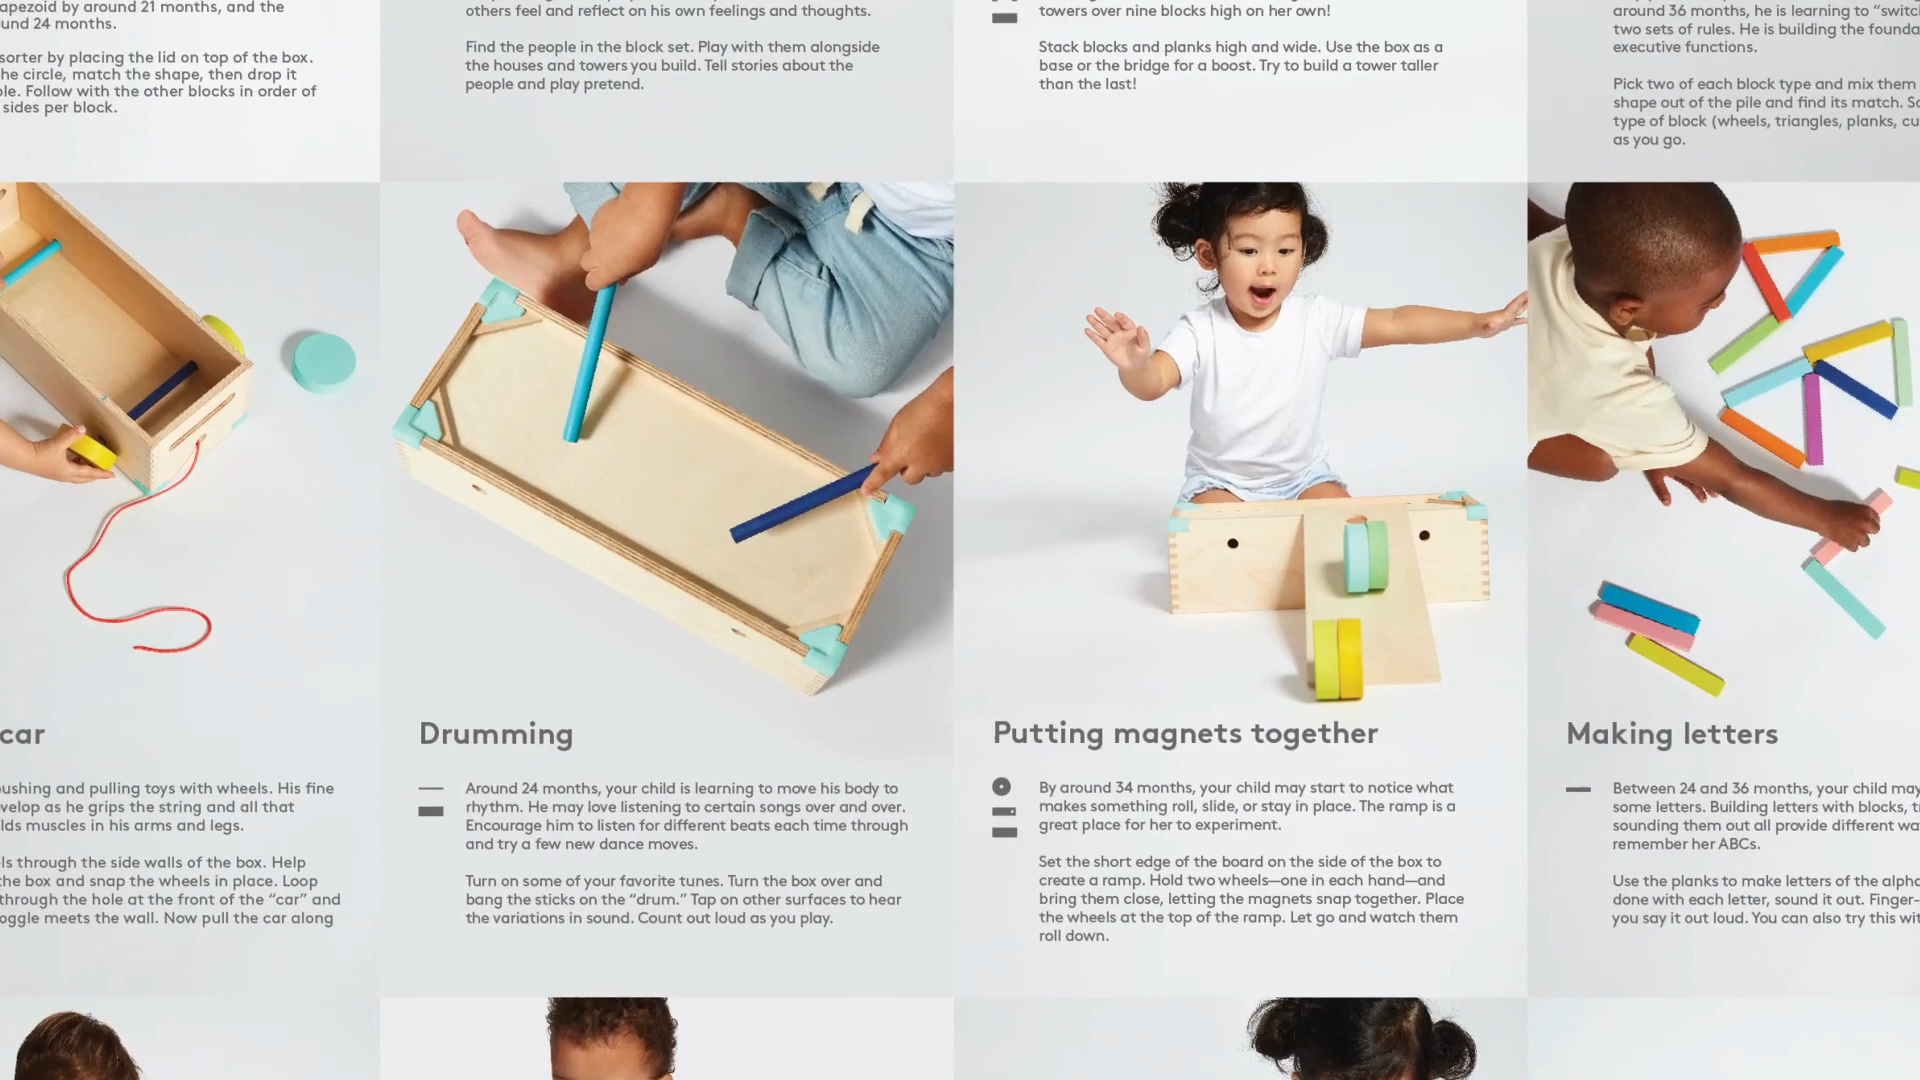 apezoid by around 21 months, and the
und 24 months.
sorter by placing the lid on top of the box.
he circle, match the shape, then drop it
ole. Follow with the other blocks in order of
sides per block.
others feel and reflect on his own feelings and thoughts.
Find the people in the block set. Play with them alongside
the houses and towers you build. Tell stories about the
people and play pretend.
towers over nine blocks high on her own!
Stack blocks and planks high and wide. Use the box as a
base or the bridge for a boost. Try to build a tower taller
than the last!
around 36 months, he is learning to “switc
two sets of rules. He is building the founda
executive functions.
Pick two of each block type and mix them
shape out of the pile and find its match. So
type of block (wheels, triangles, planks, cu
as you go.
car
pushing and pulling toys with wheels. His fine
velop as he grips the string and all that
lds muscles in his arms and legs.
ls through the side walls of the box. Help
the box and snap the wheels in place. Loop
through the hole at the front of the “car” and
oggle meets the wall. Now pull the car along
Drumming
Around 24 months, your child is learning to move his body to
rhythm. He may love listening to certain songs over and over.
Encourage him to listen for different beats each time through
and try a few new dance moves.
Turn on some of your favorite tunes. Turn the box over and
bang the sticks on the “drum.” Tap on other surfaces to hear
the variations in sound. Count out loud as you play.
Putting magnets together
By around 34 months, your child may start to notice what
makes something roll, slide, or stay in place. The ramp is a
great place for her to experiment.
Set the short edge of the board on the side of the box to
create a ramp. Hold two wheels—one in each hand—and
bring them close, letting the magnets snap together. Place
the wheels at the top of the ramp. Let go and watch them
roll down.
Making letters
Between 24 and 36 months, your child may
some letters. Building letters with blocks, tr
sounding them out all provide different wa
remember her ABCs.
Use the planks to make letters of the alpha
done with each letter, sound it out. Finger-
you say it out loud. You can also try this wit